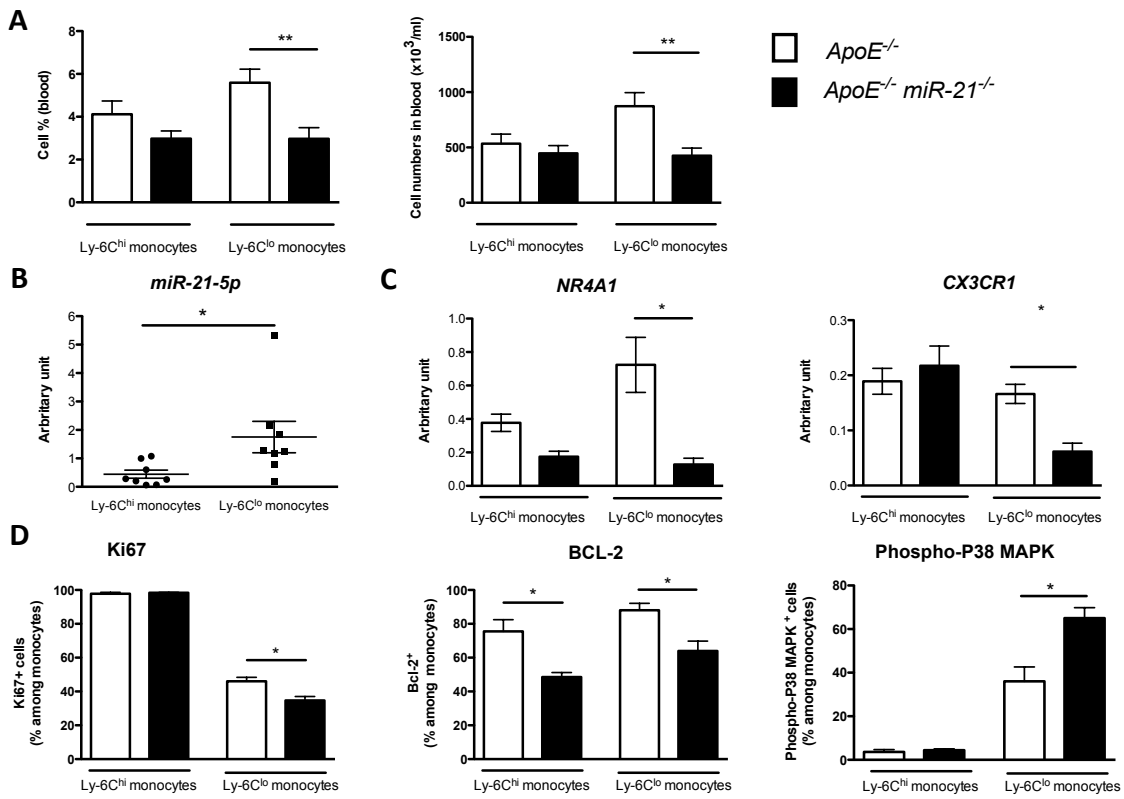 A
Cell % (blood)
8
6
4
2
0
**
Ly-6Chi monocytes
Ly-6Clo monocytes
Cell numbers in blood (x10³/ml)
1500
1000
500
0
**
Ly-6Chi monocytes
Ly-6Clo monocytes
ApoE-/-
ApoE-/- miR-21-/-
B
miR-21-5p
Arbritary unit
6
5
4
3
2
1
0
*
Ly-6Chi monocytes
Ly-6Clo monocytes
C
NR4A1
Arbritary unit
1.0
0.8
0.6
0.4
0.2
0.0
*
Ly-6Chi monocytes
Ly-6Clo monocytes
CX3CR1
Arbritary unit
0.3
0.2
0.1
0.0
*
Ly-6Chi monocytes
Ly-6Clo monocytes
D
Ki67
Ki67+ cells
(% among monocytes)
100
80
60
40
20
0
*
Ly-6Chi monocytes
Ly-6Clo monocytes
BCL-2
Bcl-2+
(% among monocytes)
100
80
60
40
20
0
*
*
Ly-6Chi monocytes
Ly-6Clo monocytes
Phospho-P38 MAPK
Phospho-P38 MAPK + cells
(% among monocytes)
80
60
40
20
0
*
Ly-6Chi monocytes
Ly-6Clo monocytes